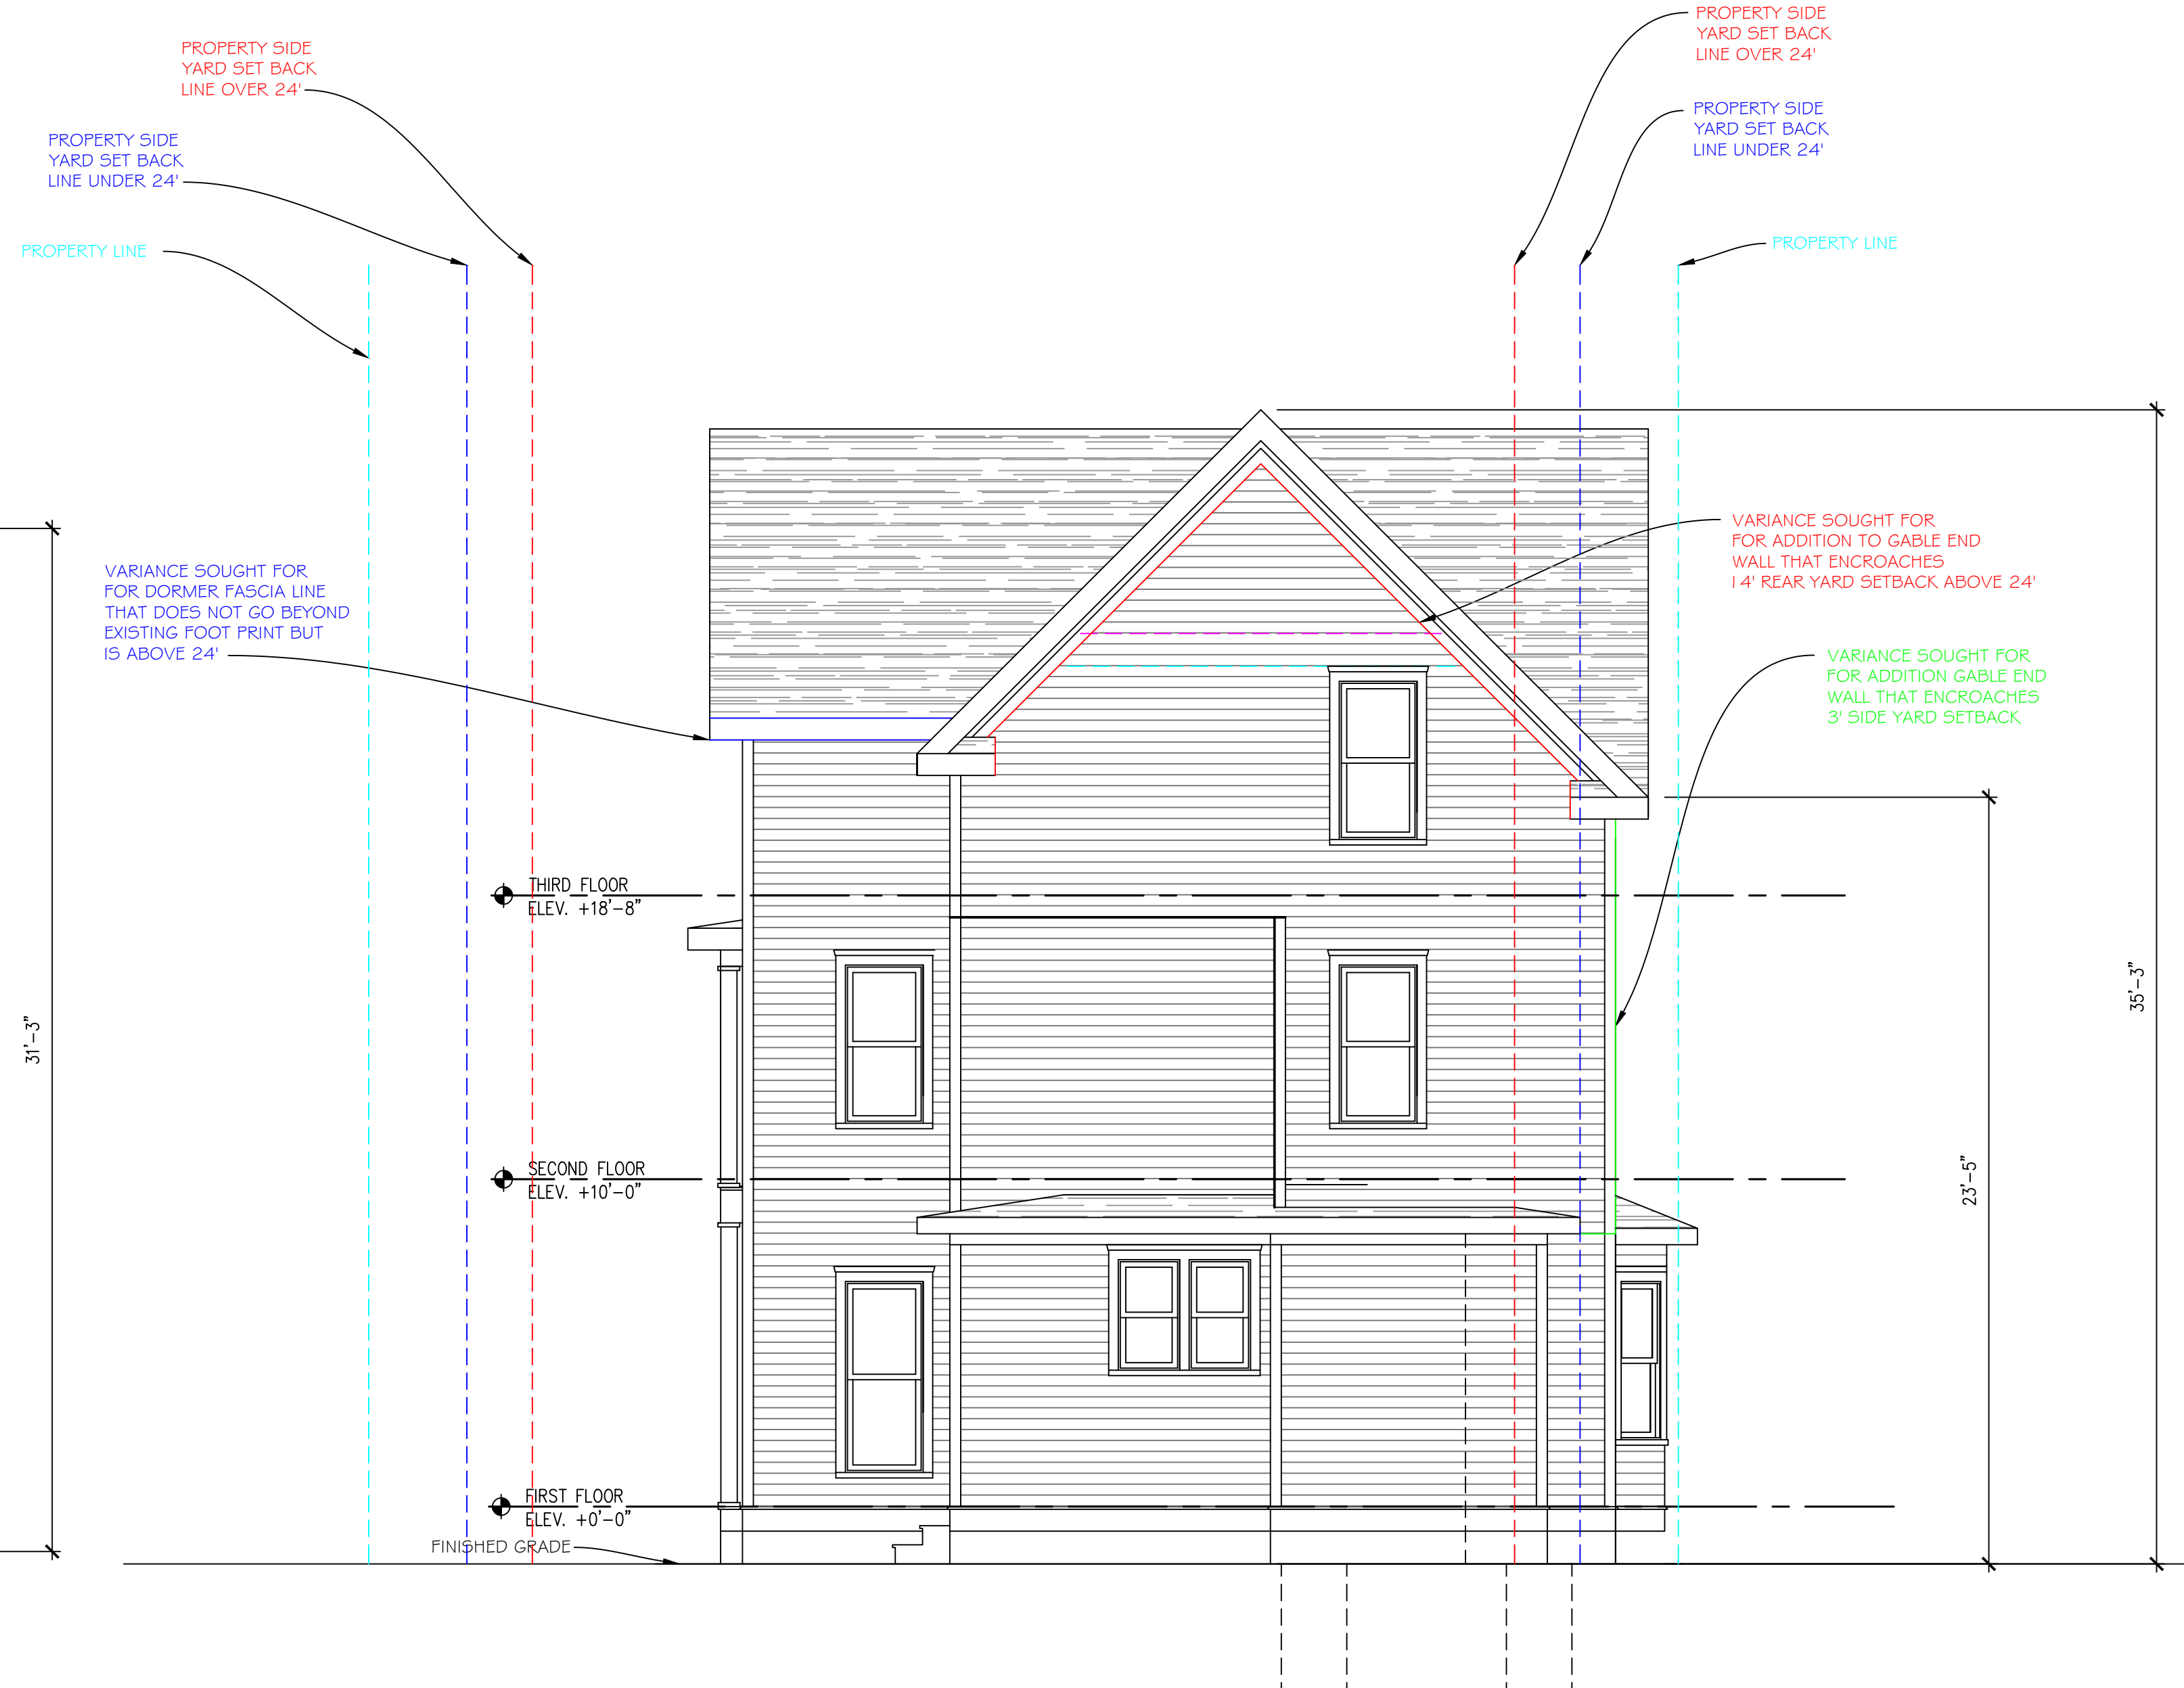 PROPERTY SIDE
YARD SET BACK
LINE OVER 24'
PROPERTY SIDE
YARD SET BACK
LINE UNDER 24'
PROPERTY LINE
PROPERTY SIDE
YARD SET BACK
LINE OVER 24'
PROPERTY SIDE
YARD SET BACK
LINE UNDER 24'
PROPERTY LINE
VARIANCE SOUGHT FOR
FOR DORMER FASCIA LINE
THAT DOES NOT GO BEYOND
EXISTING FOOT PRINT BUT
IS ABOVE 24'
VARIANCE SOUGHT FOR
FOR ADDITION TO GABLE END
WALL THAT ENCROACHES
14' REAR YARD SETBACK ABOVE 24'
VARIANCE SOUGHT FOR
FOR ADDITION GABLE END
WALL THAT ENCROACHES
3' SIDE YARD SETBACK
THIRD FLOOR
ELEV. +18'-8"
SECOND FLOOR
ELEV. +10'-0"
FIRST FLOOR
ELEV. +0'-0"
FINISHED GRADE
31'-3"
23'-5"
35'-3"